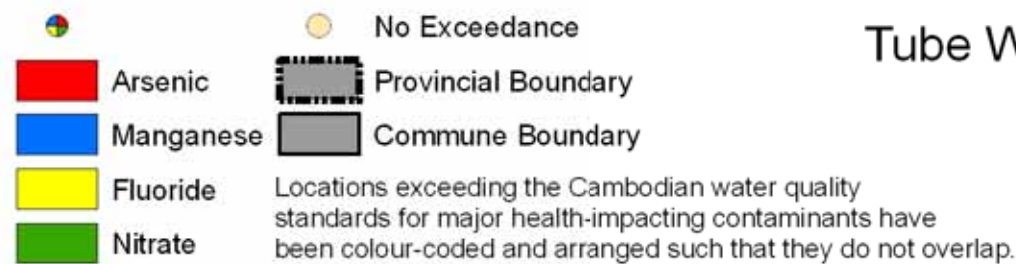 No Exceedance
Tube
Arsenic
Provincial Boundary
Manganese
Commune Boundary
Fluoride
Nitrate
Locations exceeding the Cambodian water quality
standards for major health-impacting contaminants have
been colour-coded and arranged such that they do not overlap.